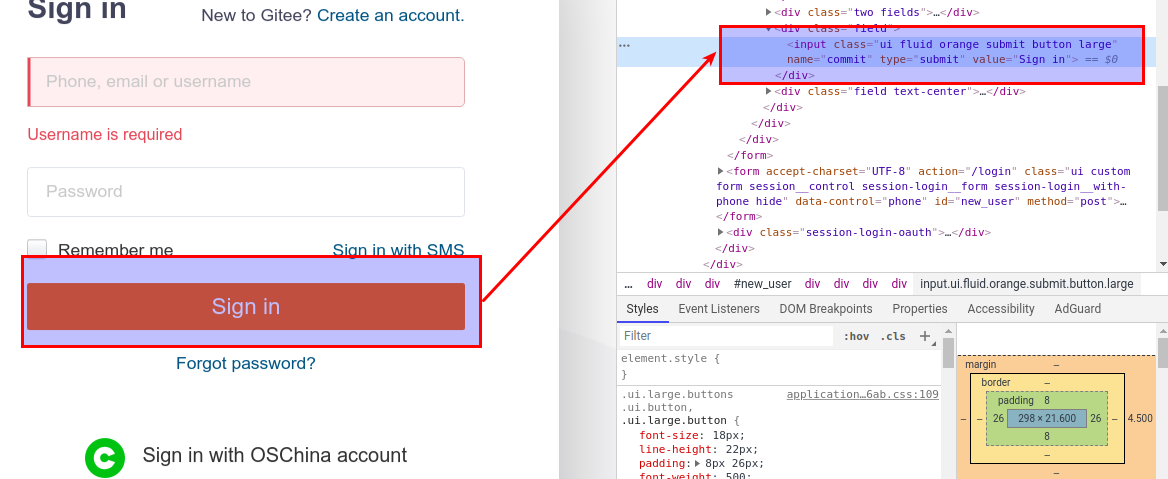 Sign in
New to Gitee? Create an account.
Phone, email or username
Username is required
Password
Remember me
Sign in with SMS
Sign in
Forgot password?
Sign in with OSChina account
<div class="two fields">…</div>
<div class="field">
<input class="ui fluid orange submit button large"
name="commit" type="submit" value="Sign in"> == $0
</div>
<div class="field text-center">…</div>
</div>
</div>
</div>
</form>
<form accept-charset="UTF-8" action="/login" class="ui custom
form session__control session-login__form session-login__with-
phone hide" data-control="phone" id="new_user" method="post">…
</form>
<div class="session-login-oauth">…</div>
</div>
</div>
… div div div #new_user div div div div input.ui.fluid.orange.submit.button.large
Styles Event Listeners DOM Breakpoints Properties Accessibility AdGuard
Filter :hov .cls +
element.style {
}
.ui.large.buttons application…6ab.css:109
.ui.button,
.ui.large.button {
font-size: 18px;
line-height: 22px;
padding: 8px 26px;
font-weight: 500;
margin –
border –
padding 8
– – 26 298 × 21.600 26 – 4.500
8
–
–